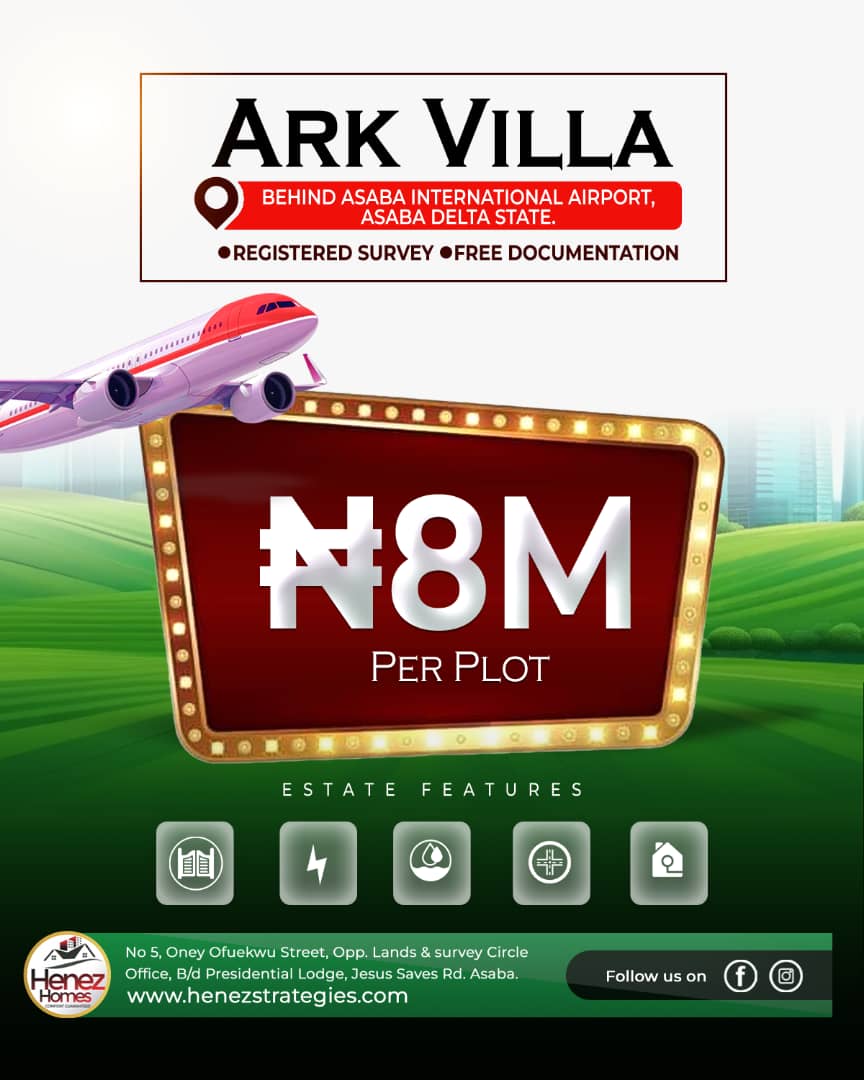 ARK VILLA
BEHIND ASABA INTERNATIONAL AIRPORT,
ASABA DELTA STATE.
●REGISTERED SURVEY ●FREE DOCUMENTATION
₦8M
PER PLOT
ESTATE FEATURES
No 5, Oney Ofuekwu Street, Opp. Lands & survey Circle
Office, B/d Presidential Lodge, Jesus Saves Rd. Asaba.
www.henezstrategies.com
Henez
Homes
COMFORT GUARANTEED
Follow us on